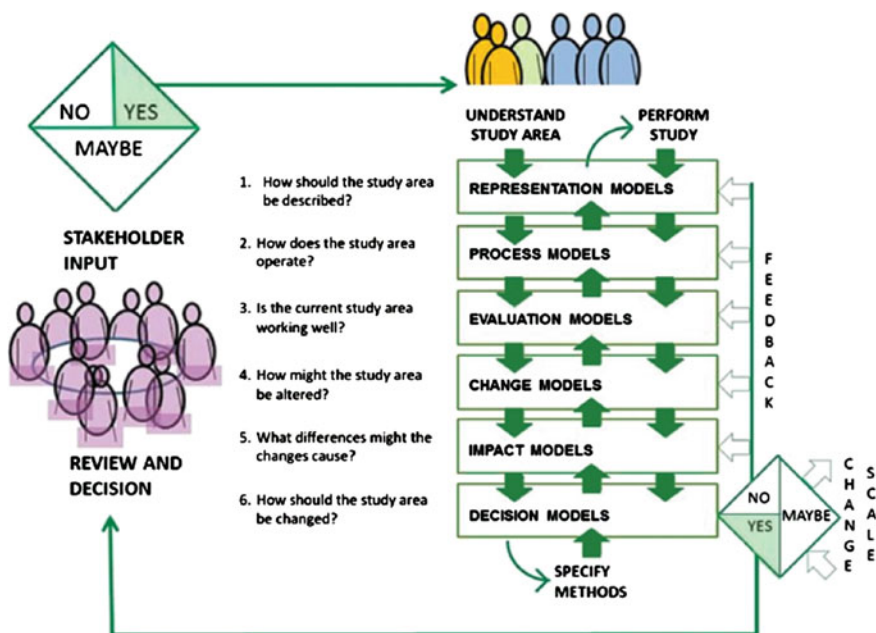 NO YES
MAYBE
STAKEHOLDER
INPUT
REVIEW AND
DECISION
UNDERSTAND
STUDY AREA
PERFORM
STUDY
1. How should the study area
be described?
2. How does the study area
operate?
3. Is the current study area
working well?
4. How might the study area
be altered?
5. What differences might the
changes cause?
6. How should the study area
be changed?
REPRESENTATION MODELS
PROCESS MODELS
EVALUATION MODELS
CHANGE MODELS
IMPACT MODELS
DECISION MODELS
SPECIFY
METHODS
FEEDBACK
NO
YES
MAYBE
CHANGE
SCALE